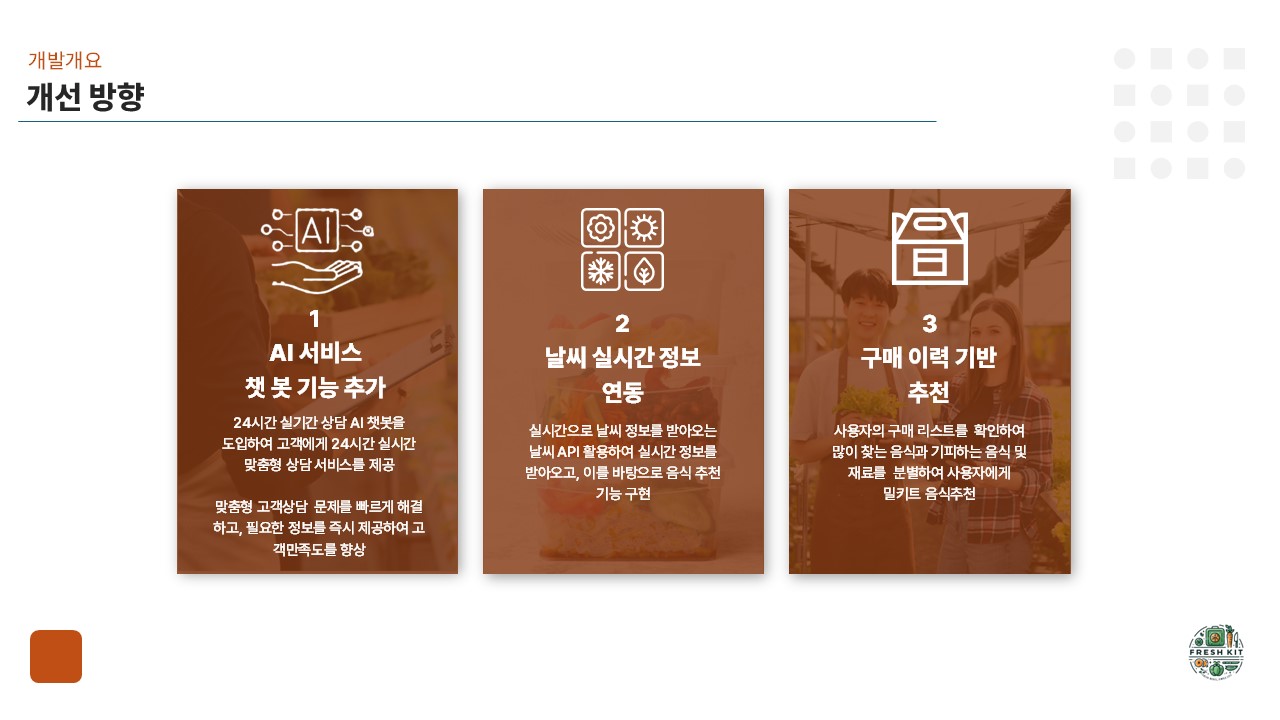 개발개요
개선 방향
AI
1
AI 서비스
챗 봇 기능 추가
24시간 실기간 상담 AI 챗봇을
도입하여 고객에게 24시간 실시간
맞춤형 상담 서비스를 제공
맞춤형 고객상담 문제를 빠르게 해결
하고, 필요한 정보를 즉시 제공하여 고
객만족도를 향상
2
날씨 실시간 정보
연동
실시간으로 날씨 정보를 받아오는
날씨 API 활용하여 실시간 정보를
받아오고, 이를 바탕으로 음식 추천
기능 구현
3
구매 이력 기반
추천
사용자의 구매 리스트를 확인하여
많이 찾는 음식과 기피하는 음식 및
재료를 분별하여 사용자에게
밀키트 음식추천
FRESH KIT